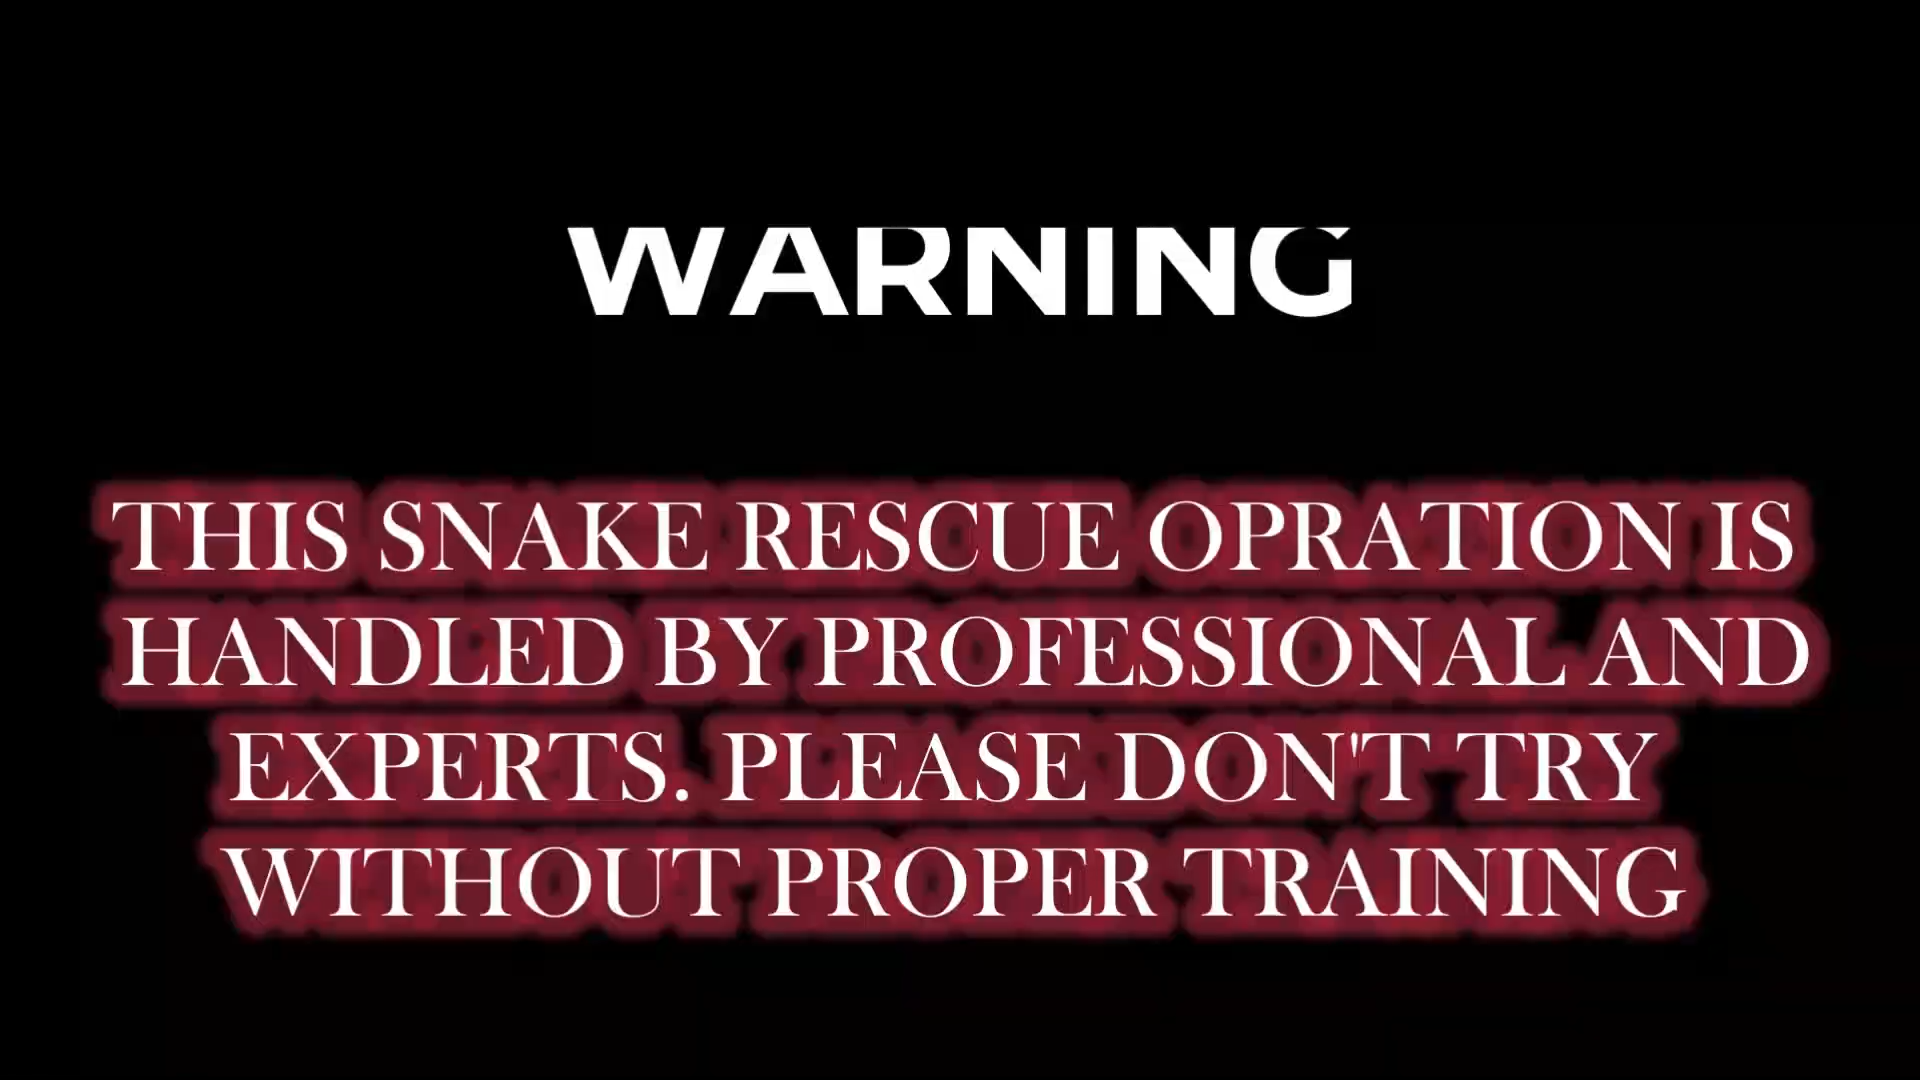 WARNING
THIS SNAKE RESCUE OPRATION IS
HANDLED BY PROFESSIONAL AND
EXPERTS. PLEASE DON'T TRY
WITHOUT PROPER TRAINING